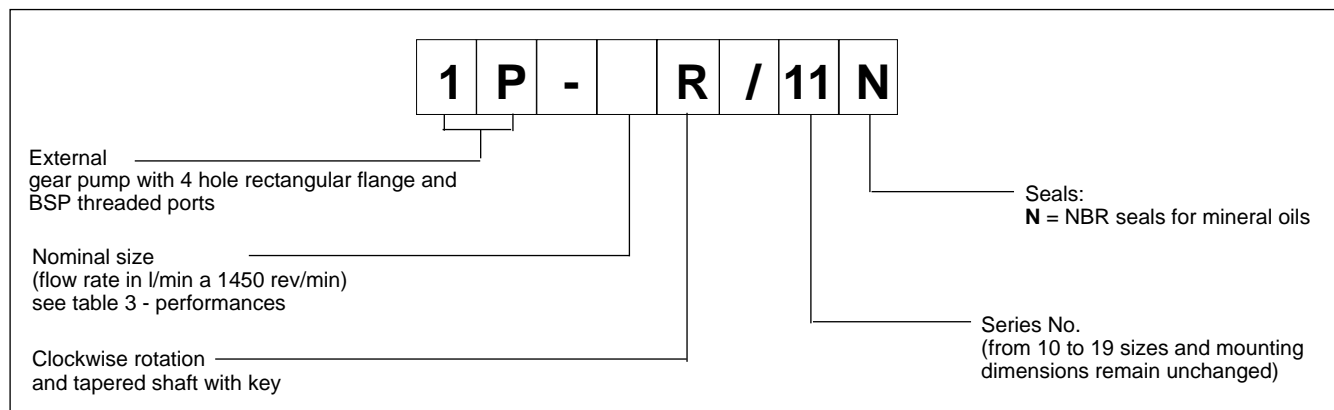 1 P - R / 11 N
External
gear pump with 4 hole rectangular flange and
BSP threaded ports
Nominal size
(flow rate in l/min a 1450 rev/min)
see table 3 - performances
Clockwise rotation
and tapered shaft with key
Seals:
N = NBR seals for mineral oils
Series No.
(from 10 to 19 sizes and mounting
dimensions remain unchanged)